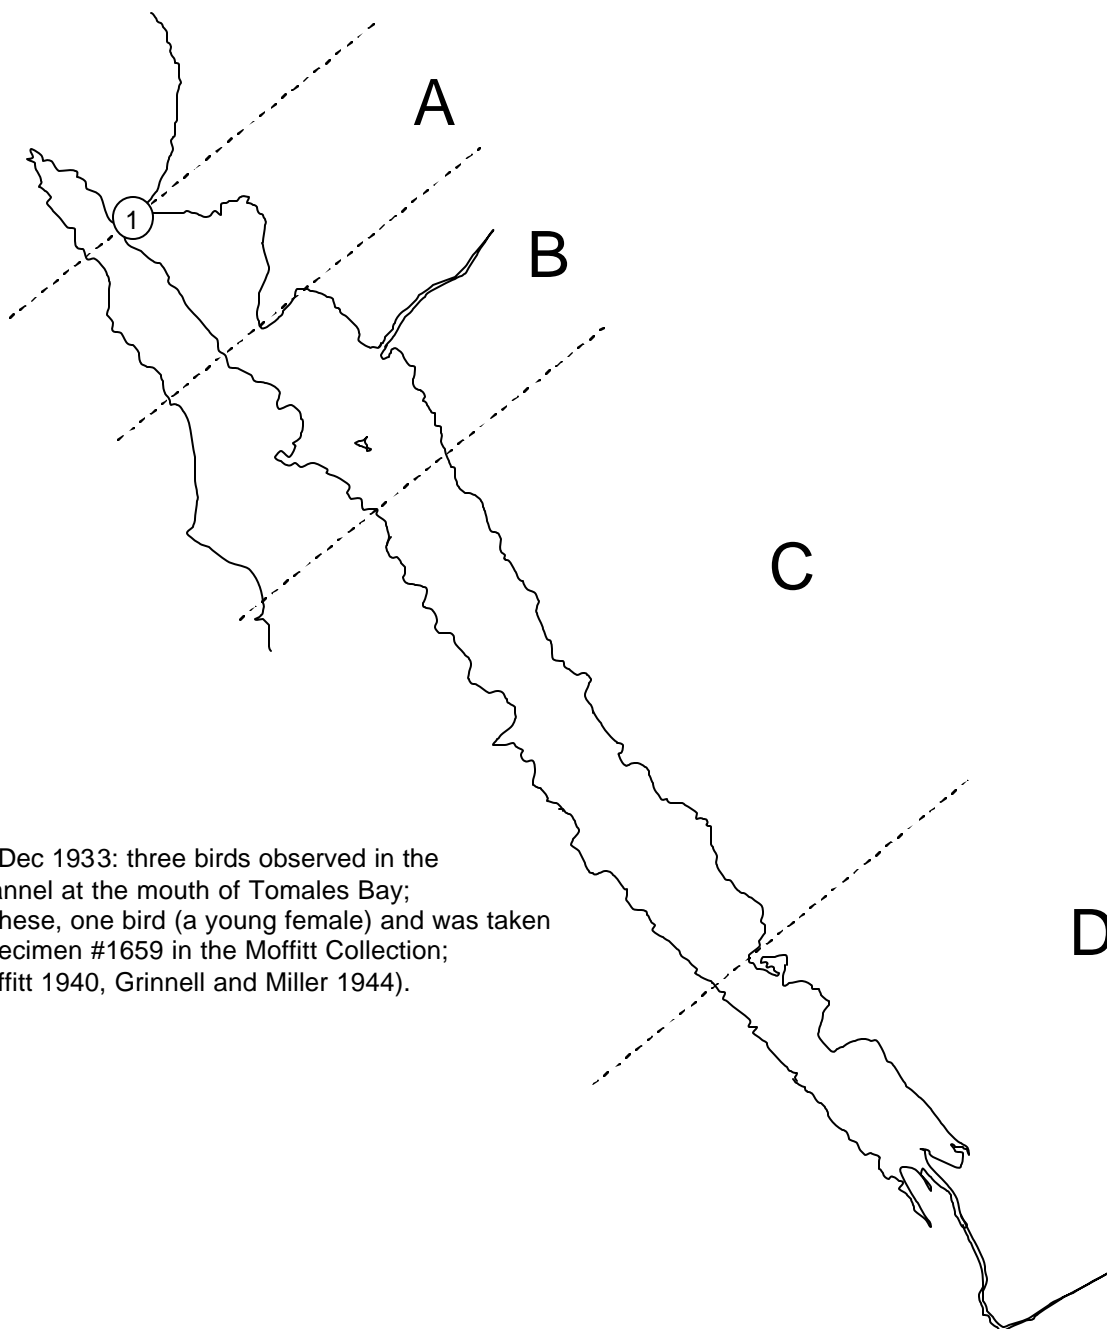 A
1
B
C
Dec 1933: three birds observed in the
annel at the mouth of Tomales Bay;
hese, one bird (a young female) and was taken
ecimen #1659 in the Moffitt Collection;
ffitt 1940, Grinnell and Miller 1944).
D